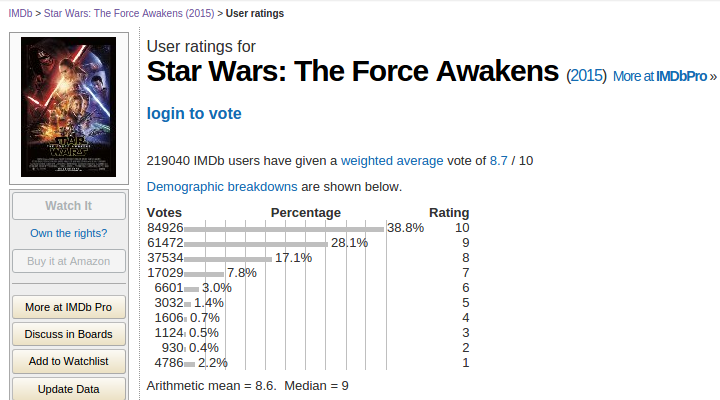 IMDb > Star Wars: The Force Awakens (2015) > User ratings
User ratings for
Star Wars: The Force Awakens (2015) More at IMDbPro »
login to vote
219040 IMDb users have given a weighted average vote of 8.7 / 10
Demographic breakdowns are shown below.
Votes Percentage Rating
84926 38.8% 10
61472 28.1% 9
37534 17.1% 8
17029 7.8% 7
6601 3.0% 6
3032 1.4% 5
1606 0.7% 4
1124 0.5% 3
930 0.4% 2
4786 2.2% 1
Arithmetic mean = 8.6. Median = 9
STAR
WARS
Watch It
Own the rights?
Buy it at Amazon
More at IMDb Pro
Discuss in Boards
Add to Watchlist
Update Data